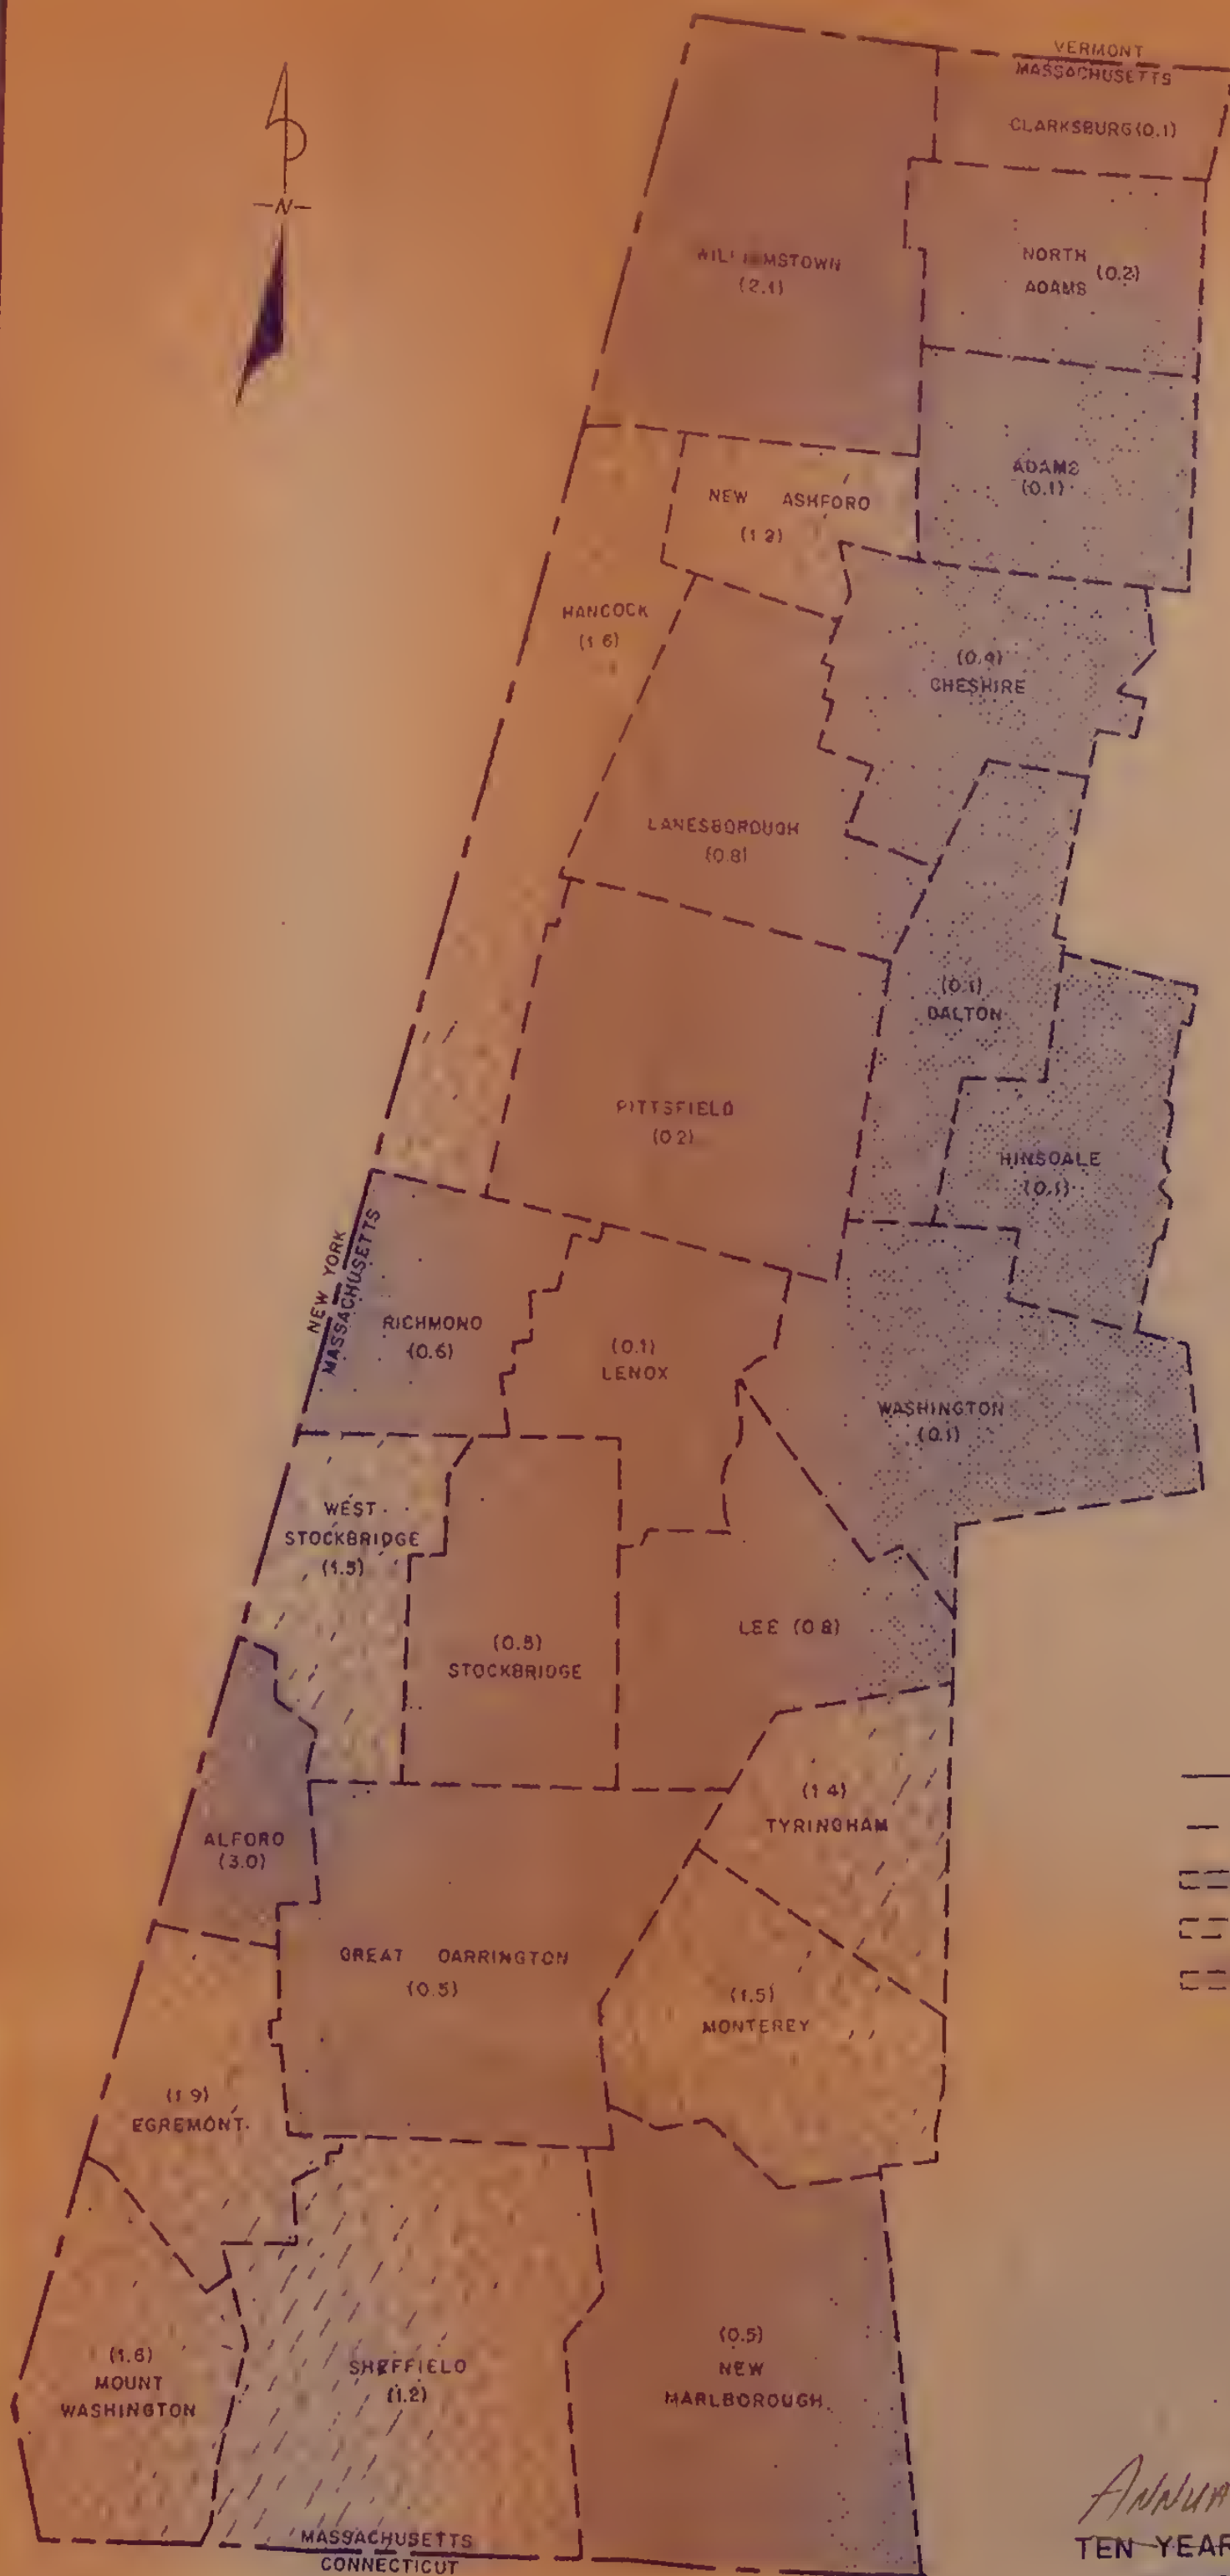 VERMONT
MASSACHUSETTS
CLARKSBURG (0.1)
-N-
WILLIAMSTOWN
(2.1)
NORTH
ADAMS (0.2)
ADAMS
(0.1)
NEW ASHFORD
(1.2)
HANCOCK
(1.6)
(0.4)
CHESHIRE
LANESBOROUGH
(0.8)
(0.1)
DALTON
PITTSFIELD
(0.2)
HINSDALE
(0.1)
NEW YORK
MASSACHUSETTS
RICHMOND
(0.6)
(0.1)
LENOX
WASHINGTON
(0.1)
WEST
STOCKBRIDGE
(1.5)
(0.5)
STOCKBRIDGE
LEE (0.8)
(1.4)
TYRINGHAM
ALFORD
(3.0)
GREAT BARRINGTON
(0.5)
(1.5)
MONTEREY
(1.9)
EGREMONT
(1.6)
MOUNT
WASHINGTON
SHEFFIELD
(1.2)
(0.5)
NEW
MARLBOROUGH
MASSACHUSETTS
CONNECTICUT
TEN YEAR